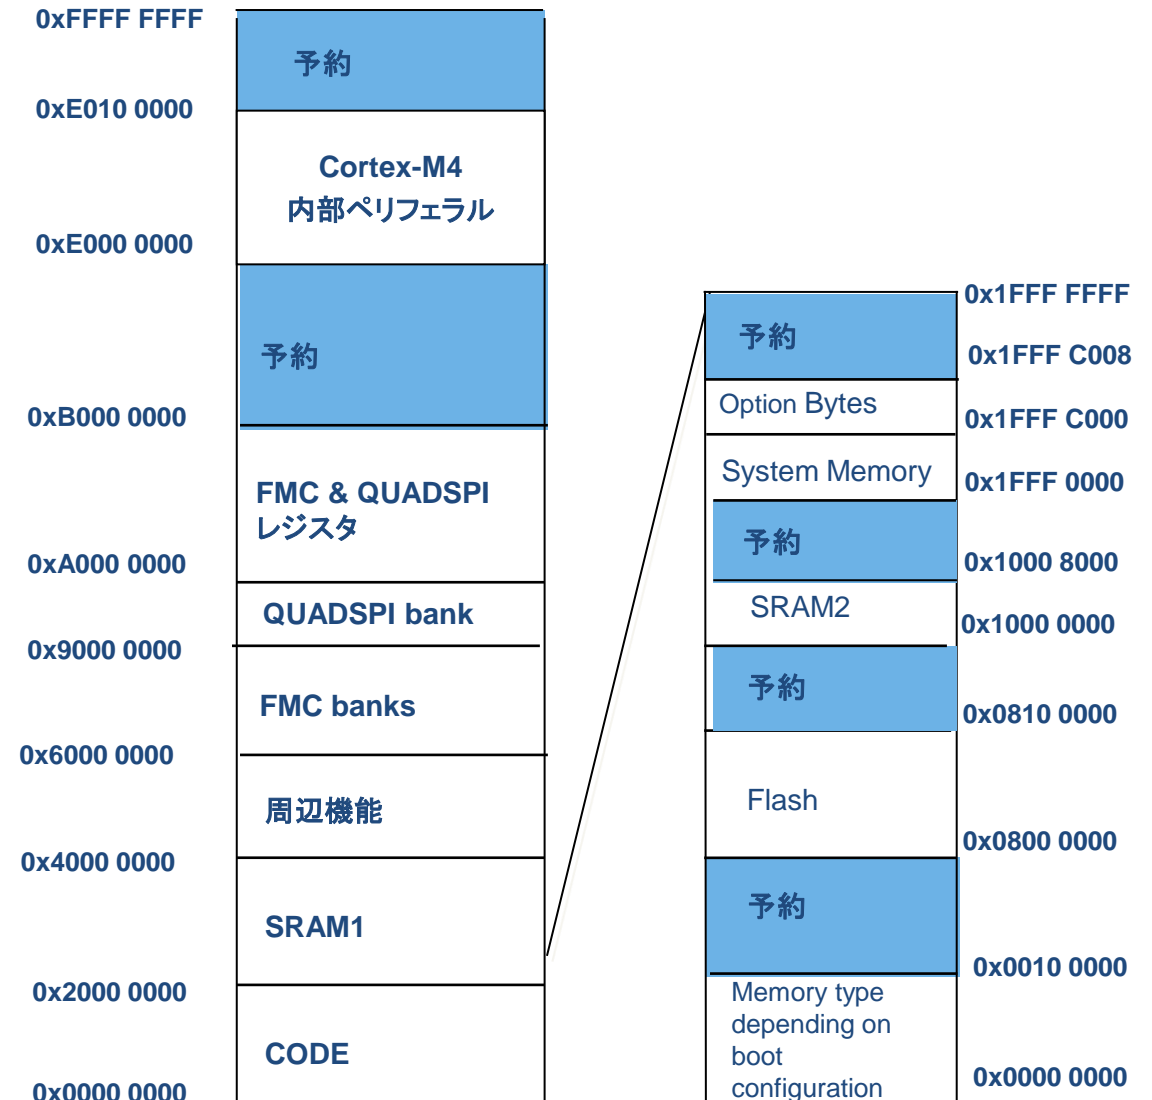 0xFFFF FFFF
予約
0xE010 0000
Cortex-M4
内部ペリフェラル
0xE000 0000
予約
0xB000 0000
FMC & QUADSPI
レジスタ
0xA000 0000
QUADSPI bank
0x9000 0000
FMC banks
0x6000 0000
周辺機能
0x4000 0000
SRAM1
0x2000 0000
CODE
0x0000 0000
0x1FFF FFFF
予約
0x1FFF C008
Option Bytes
0x1FFF C000
System Memory
0x1FFF 0000
予約
0x1000 8000
SRAM2
0x1000 0000
予約
0x0810 0000
Flash
0x0800 0000
予約
0x0010 0000
Memory type
depending on
boot
configuration
0x0000 0000